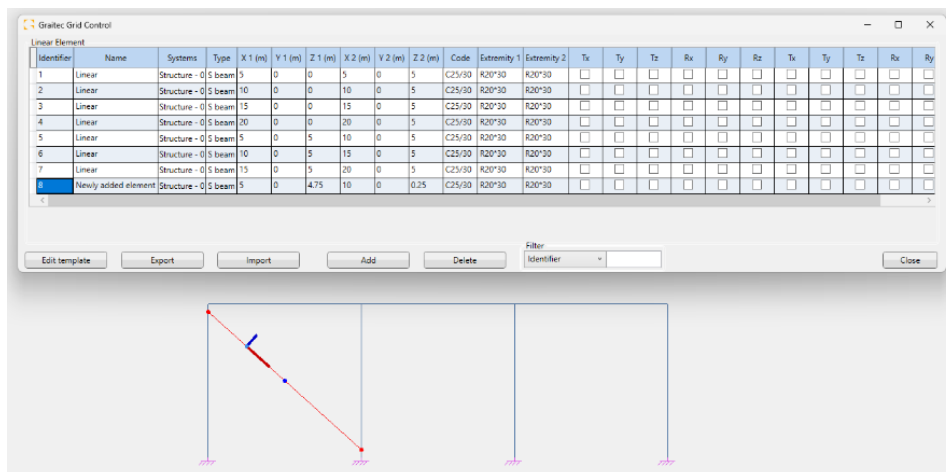 Graitec Grid Control
Linear Element
Identifier Name Systems Type X 1 (m) Y 1 (m) Z 1 (m) X 2 (m) Y 2 (m) Z 2 (m) Code Extremity 1 Extremity 2 Tx Ty Tz Rx Ry Rz Tx Ty Tz Rx Ry
1 Linear Structure - 0 S beam 5 0 0 5 0 5 C25/30 R20*30 R20*30
2 Linear Structure - 0 S beam 10 0 0 10 0 5 C25/30 R20*30 R20*30
3 Linear Structure - 0 S beam 15 0 0 15 0 5 C25/30 R20*30 R20*30
4 Linear Structure - 0 S beam 20 0 0 20 0 5 C25/30 R20*30 R20*30
5 Linear Structure - 0 S beam 5 0 5 10 0 5 C25/30 R20*30 R20*30
6 Linear Structure - 0 S beam 10 0 5 15 0 5 C25/30 R20*30 R20*30
7 Linear Structure - 0 S beam 15 0 5 20 0 5 C25/30 R20*30 R20*30
8 Newly added element Structure - 0 S beam 5 0 4.75 10 0 0.25 C25/30 R20*30 R20*30
Filter
Edit template Export Import Add Delete Identifier Close